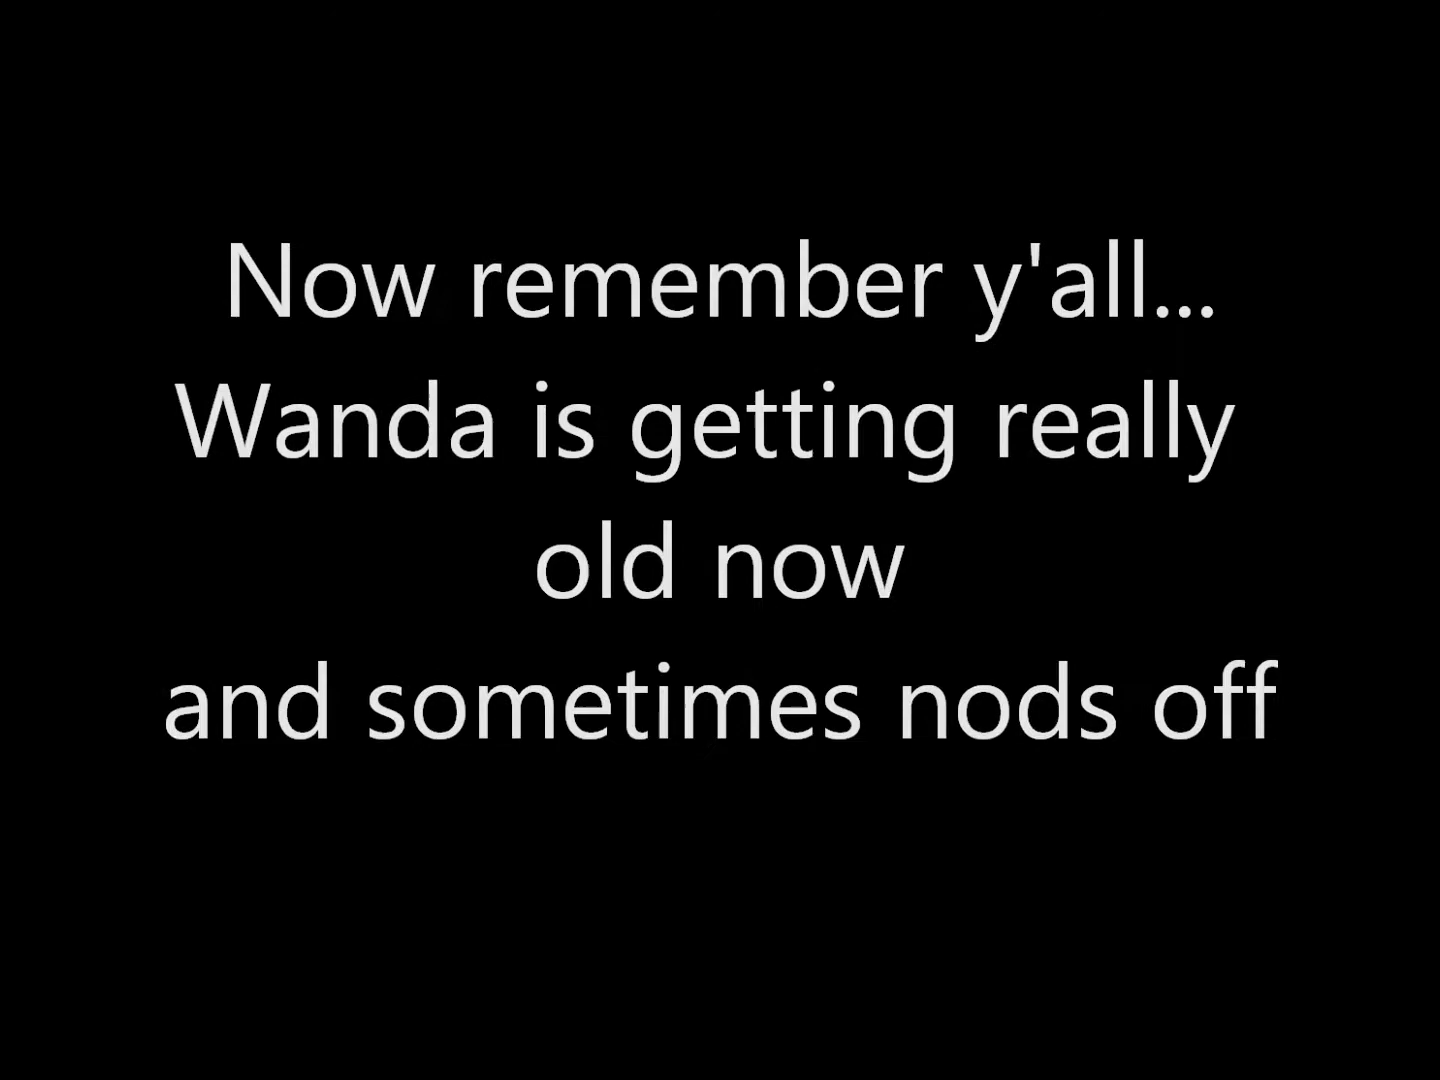 Now remember y'all...
Wanda is getting really
old now
and sometimes nods off